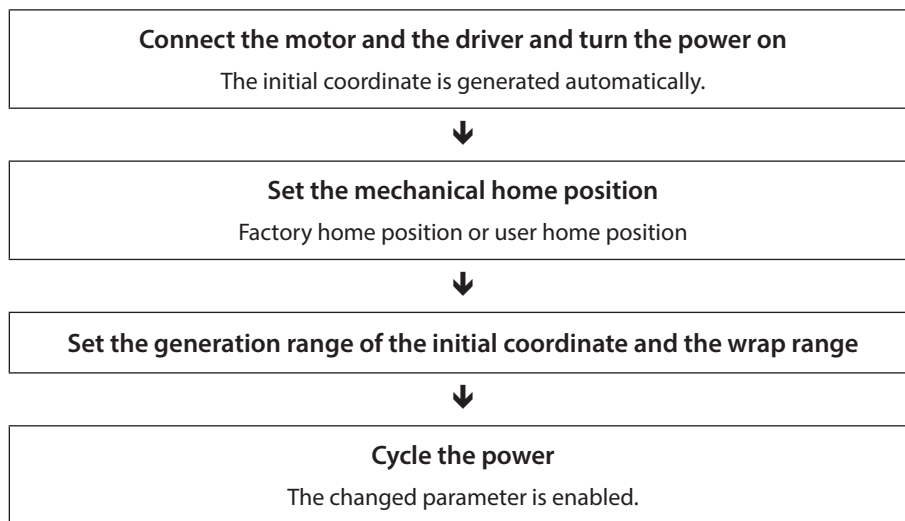 Connect the motor and the driver and turn the power on
The initial coordinate is generated automatically.
Set the mechanical home position
Factory home position or user home position
Set the generation range of the initial coordinate and the wrap range
Cycle the power
The changed parameter is enabled.